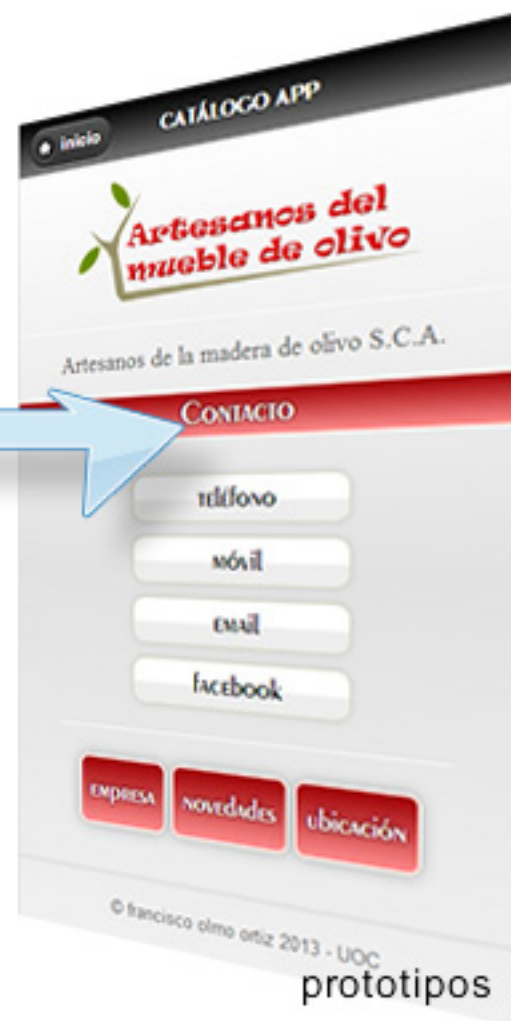 inicio
CATÁLOGO APP
Artesanos del
mueble de olivo
Artesanos de la madera de olivo S.C.A.
CONTACTO
teléfono
móvil
email
facebook
empresa
novedades
ubicación
© francisco olmo ortiz 2013 - UOC
prototipos